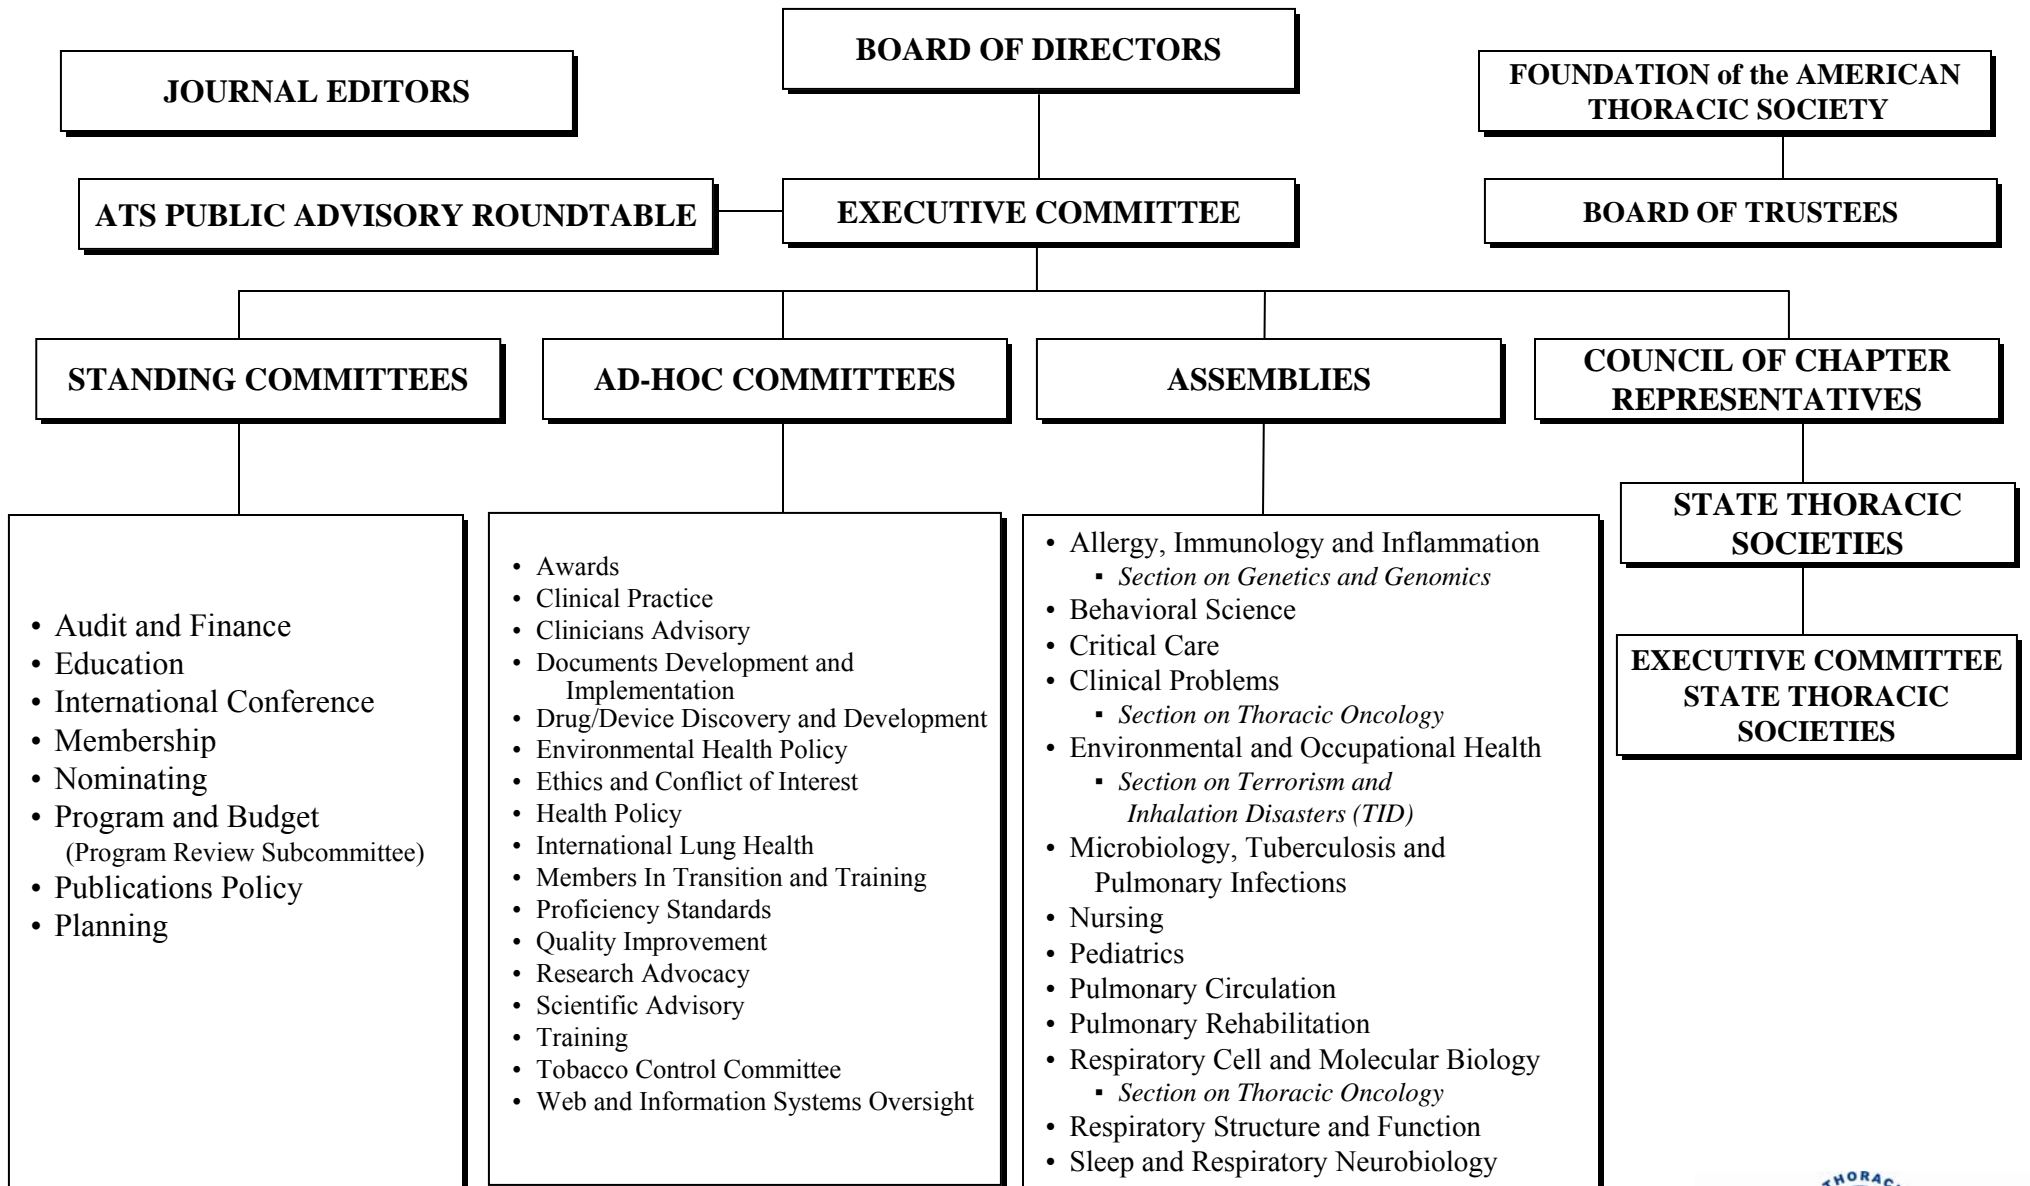 BOARD OF DIRECTORS
JOURNAL EDITORS
FOUNDATION of the AMERICAN
THORACIC SOCIETY
ATS PUBLIC ADVISORY ROUNDTABLE
EXECUTIVE COMMITTEE
BOARD OF TRUSTEES
STANDING COMMITTEES
AD-HOC COMMITTEES
ASSEMBLIES
COUNCIL OF CHAPTER
REPRESENTATIVES
• Audit and Finance
• Education
• International Conference
• Membership
• Nominating
• Program and Budget
(Program Review Subcommittee)
• Publications Policy
• Planning
• Awards
• Clinical Practice
• Clinicians Advisory
• Documents Development and
Implementation
• Drug/Device Discovery and Development
• Environmental Health Policy
• Ethics and Conflict of Interest
• Health Policy
• International Lung Health
• Members In Transition and Training
• Proficiency Standards
• Quality Improvement
• Research Advocacy
• Scientific Advisory
• Training
• Tobacco Control Committee
• Web and Information Systems Oversight
• Allergy, Immunology and Inflammation
▪ Section on Genetics and Genomics
• Behavioral Science
• Critical Care
• Clinical Problems
▪ Section on Thoracic Oncology
• Environmental and Occupational Health
▪ Section on Terrorism and
Inhalation Disasters (TID)
• Microbiology, Tuberculosis and
Pulmonary Infections
• Nursing
• Pediatrics
• Pulmonary Circulation
• Pulmonary Rehabilitation
• Respiratory Cell and Molecular Biology
▪ Section on Thoracic Oncology
• Respiratory Structure and Function
• Sleep and Respiratory Neurobiology
STATE THORACIC
SOCIETIES
EXECUTIVE COMMITTEE
STATE THORACIC
SOCIETIES